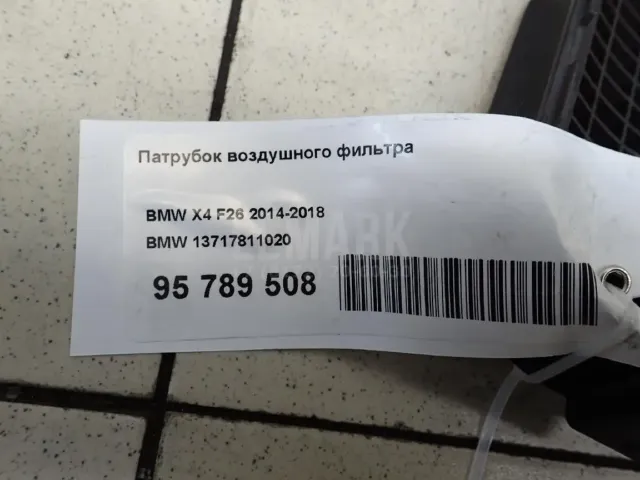 Патрубок воздушного фильтра
BMW X4 F26 2014-2018
BMW 13717811020
95 789 508